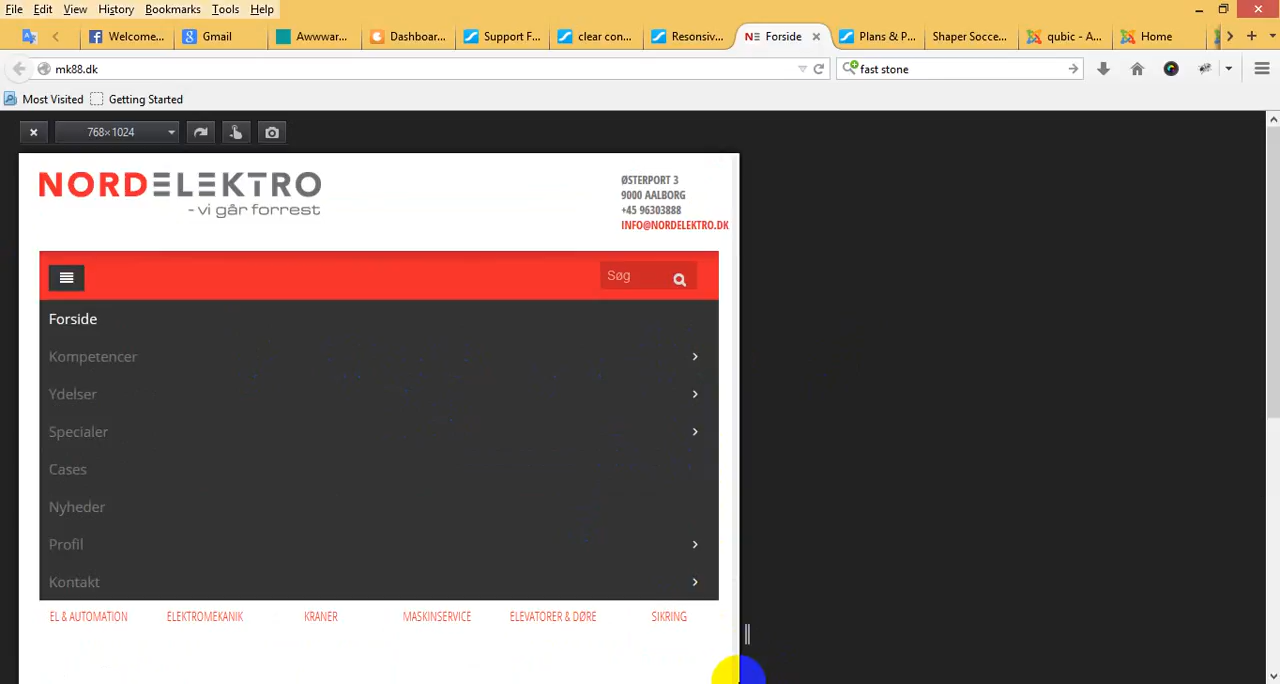 File Edit View History Bookmarks Tools Help
Welcome... Gmail Awwwar... Dashboar... Support F... clear con... Resonsiv... Forside Plans & P... Shaper Socce... qubic - A... Home
mk88.dk fast stone
Most Visited Getting Started
768×1024
NORDELEKTRO
- vi går forrest
ØSTERPORT 3
9000 AALBORG
+45 96303888
INFO@NORDELEKTRO.DK
Søg
Forside
Kompetencer
Ydelser
Specialer
Cases
Nyheder
Profil
Kontakt
EL & AUTOMATION ELEKTROMEKANIK KRANER MASKINSERVICE ELEVATORER & DØRE SIKRING